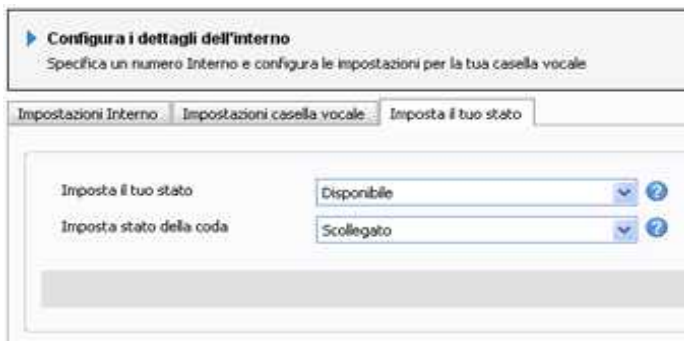 Configura i dettagli dell'interno
Specifica un numero Interno e configura le impostazioni per la tua casella vocale
Impostazioni Interno
Impostazioni casella vocale
Imposta il tuo stato
Imposta il tuo stato
Disponibile
Imposta stato della coda
Scollegato